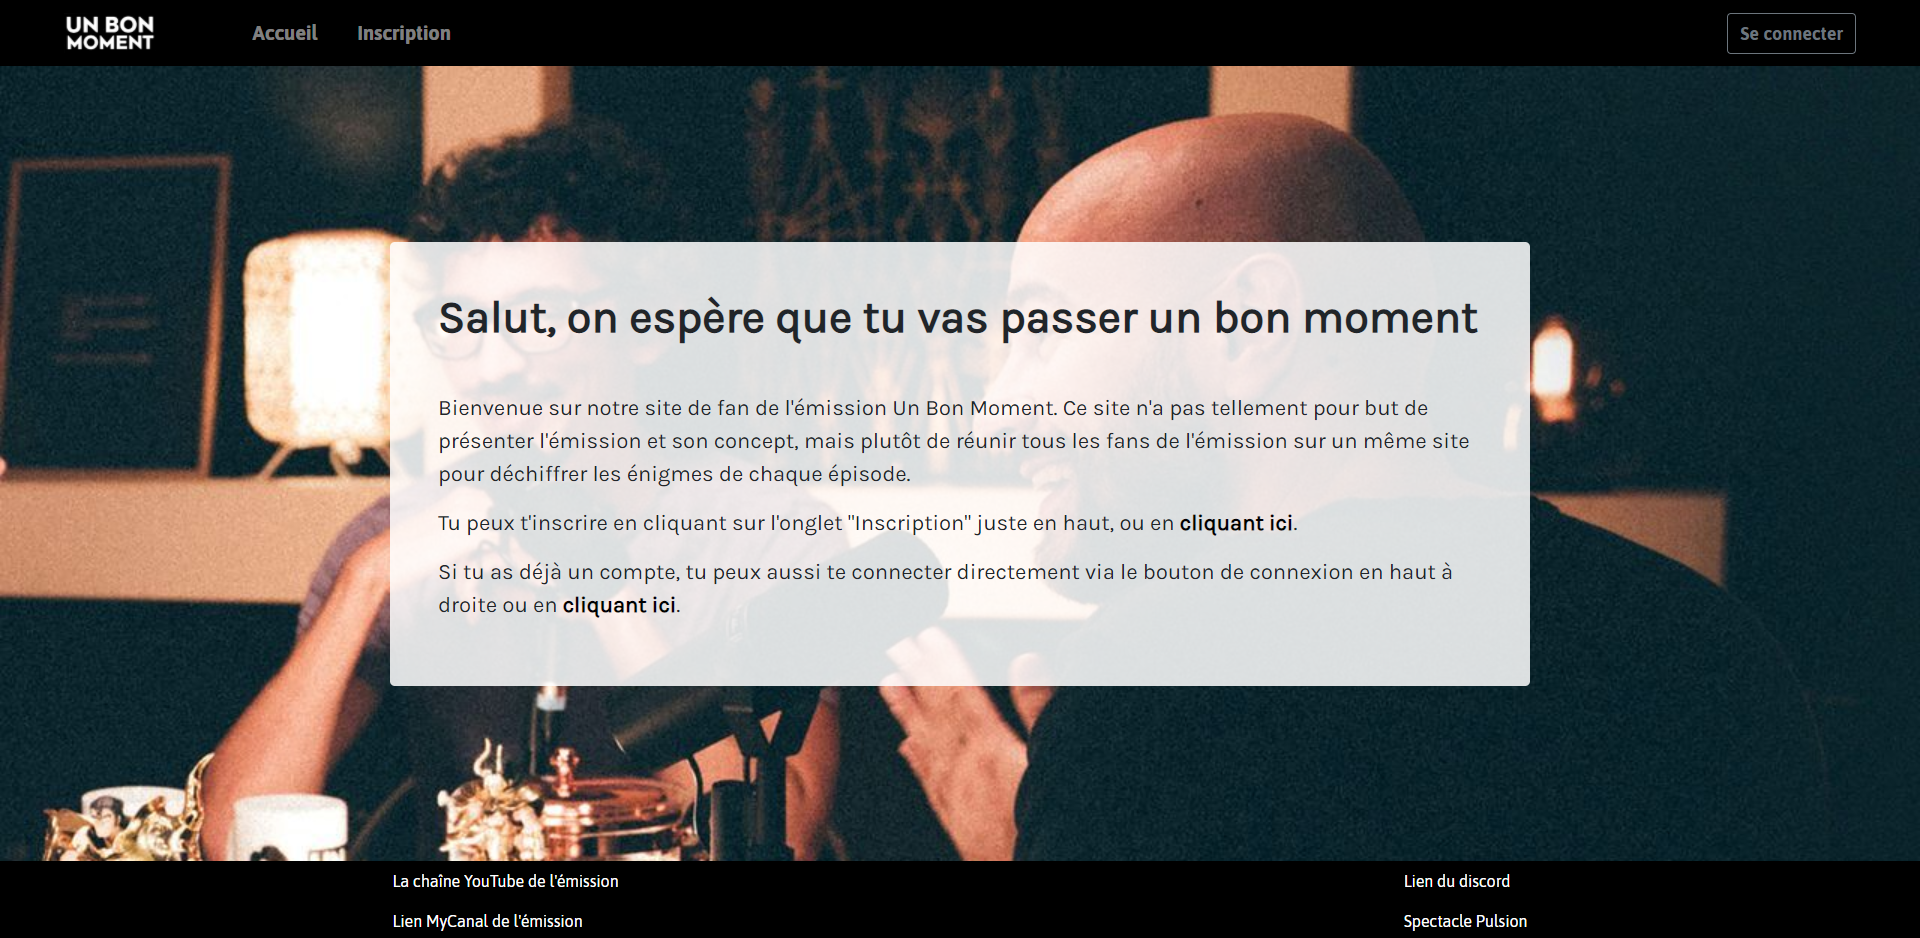 UN BON
MOMENT
Accueil
Inscription
Se connecter
Salut, on espère que tu vas passer un bon moment
Bienvenue sur notre site de fan de l'émission Un Bon Moment. Ce site n'a pas tellement pour but de
présenter l'émission et son concept, mais plutôt de réunir tous les fans de l'émission sur un même site
pour déchiffrer les énigmes de chaque épisode.
Tu peux t'inscrire en cliquant sur l'onglet "Inscription" juste en haut, ou en cliquant ici.
Si tu as déjà un compte, tu peux aussi te connecter directement via le bouton de connexion en haut à
droite ou en cliquant ici.
La chaîne YouTube de l'émission
Lien du discord
Lien MyCanal de l'émission
Spectacle Pulsion